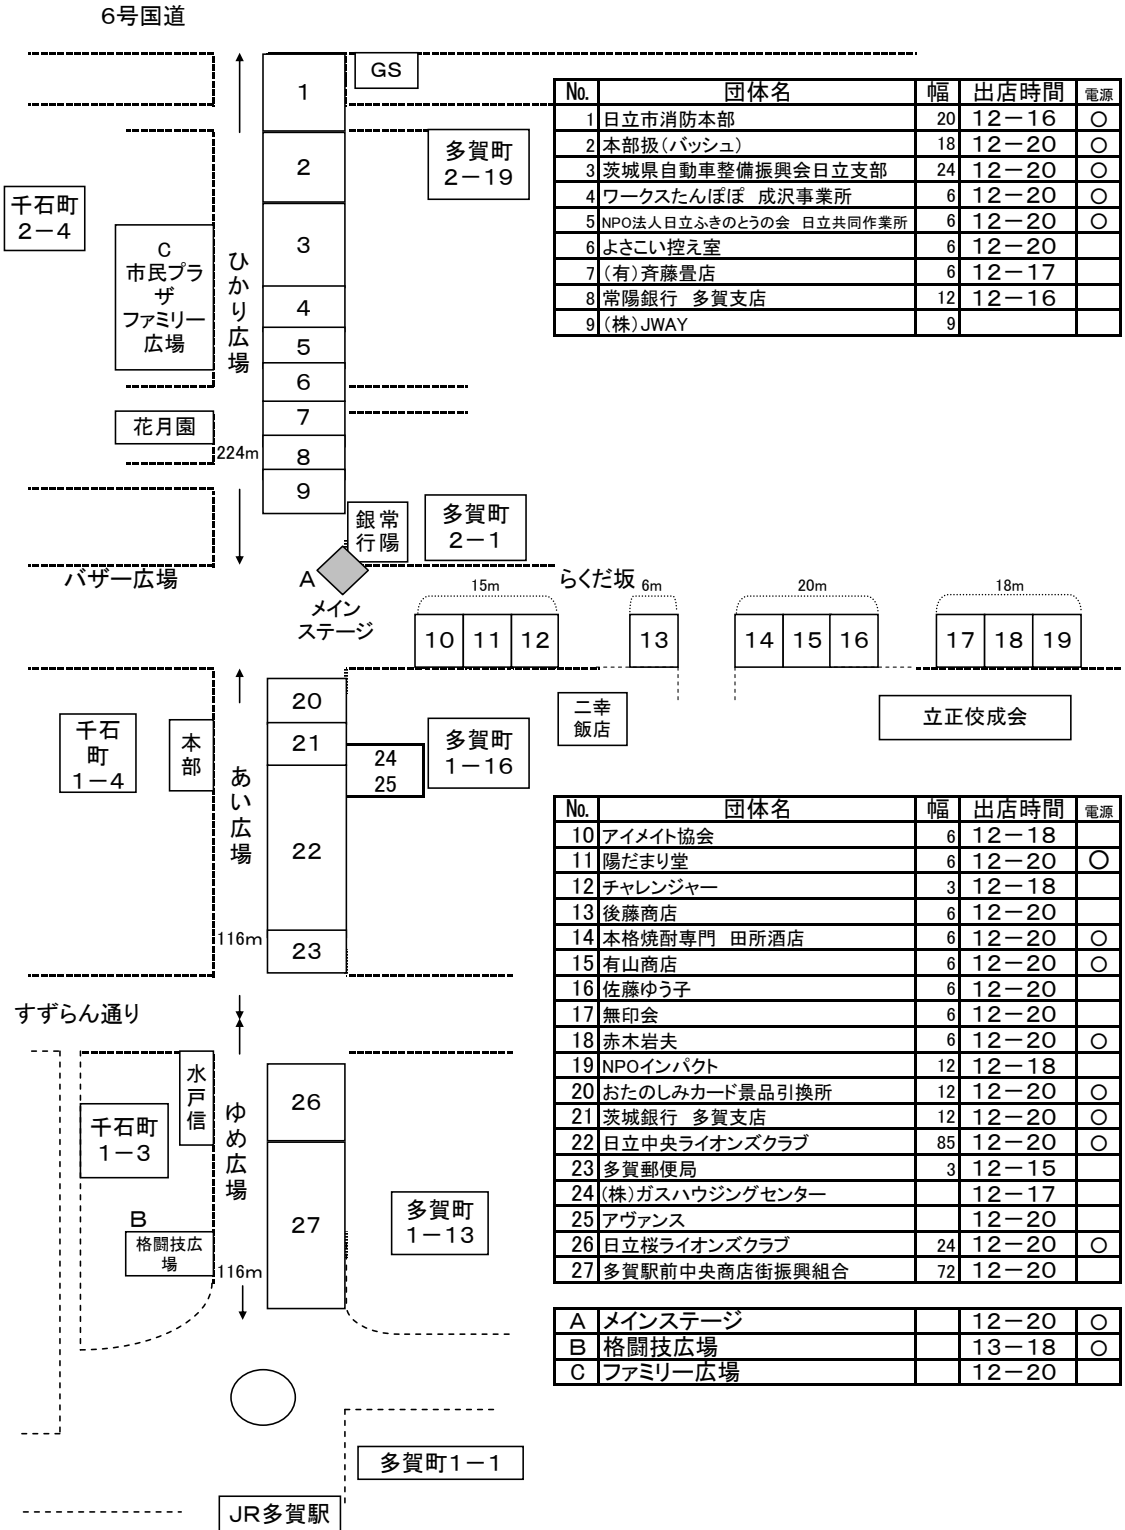 6号国道
GS
1
2
3
4
5
6
7
8
9
多賀町
2－19
千石町
2－4
C
市民プラ
ザ
ファミリー
広場
ひかり広場
花月園
224m
No. 団体名 幅 出店時間 電源
1 日立市消防本部 20 12－16 ○
2 本部扱(バッシュ) 18 12－20 ○
3 茨城県自動車整備振興会日立支部 24 12－20 ○
4 ワークスたんぽぽ 成沢事業所 6 12－20 ○
5 NPO法人日立ふきのとうの会 日立共同作業所 6 12－20 ○
6 よさこい控え室 6 12－20
7 (有)斉藤畳店 6 12－17
8 常陽銀行 多賀支店 12 12－16
9 (株)JWAY 9
常陽
銀行
多賀町
2－1
バザー広場
A
メイン
ステージ
らくだ坂
15m
6m
20m
18m
10 11 12 13 14 15 16 17 18 19
二幸
飯店
立正佼成会
千石
町
1－4
本部
あい広場
116m
20
21
22
23
24
25
多賀町
1－16
No. 団体名 幅 出店時間 電源
10 アイメイト協会 6 12－18
11 陽だまり堂 6 12－20 ○
12 チャレンジャー 3 12－18
13 後藤商店 6 12－20
14 本格焼酎専門 田所酒店 6 12－20 ○
15 有山商店 6 12－20 ○
16 佐藤ゆう子 6 12－20
17 無印会 6 12－20
18 赤木岩夫 6 12－20 ○
19 NPOインパクト 12 12－18
20 おたのしみカード景品引換所 12 12－20 ○
21 茨城銀行 多賀支店 12 12－20 ○
22 日立中央ライオンズクラブ 85 12－20 ○
23 多賀郵便局 3 12－15
24 (株)ガスハウジングセンター 12－17
25 アヴァンス 12－20
26 日立桜ライオンズクラブ 24 12－20 ○
27 多賀駅前中央商店街振興組合 72 12－20
すずらん通り
水戸信
千石町
1－3
ゆめ広場
B
格闘技広
場
116m
26
27
多賀町
1－13
A メインステージ 12－20 ○
B 格闘技広場 13－18 ○
C ファミリー広場 12－20
多賀町1－1
JR多賀駅